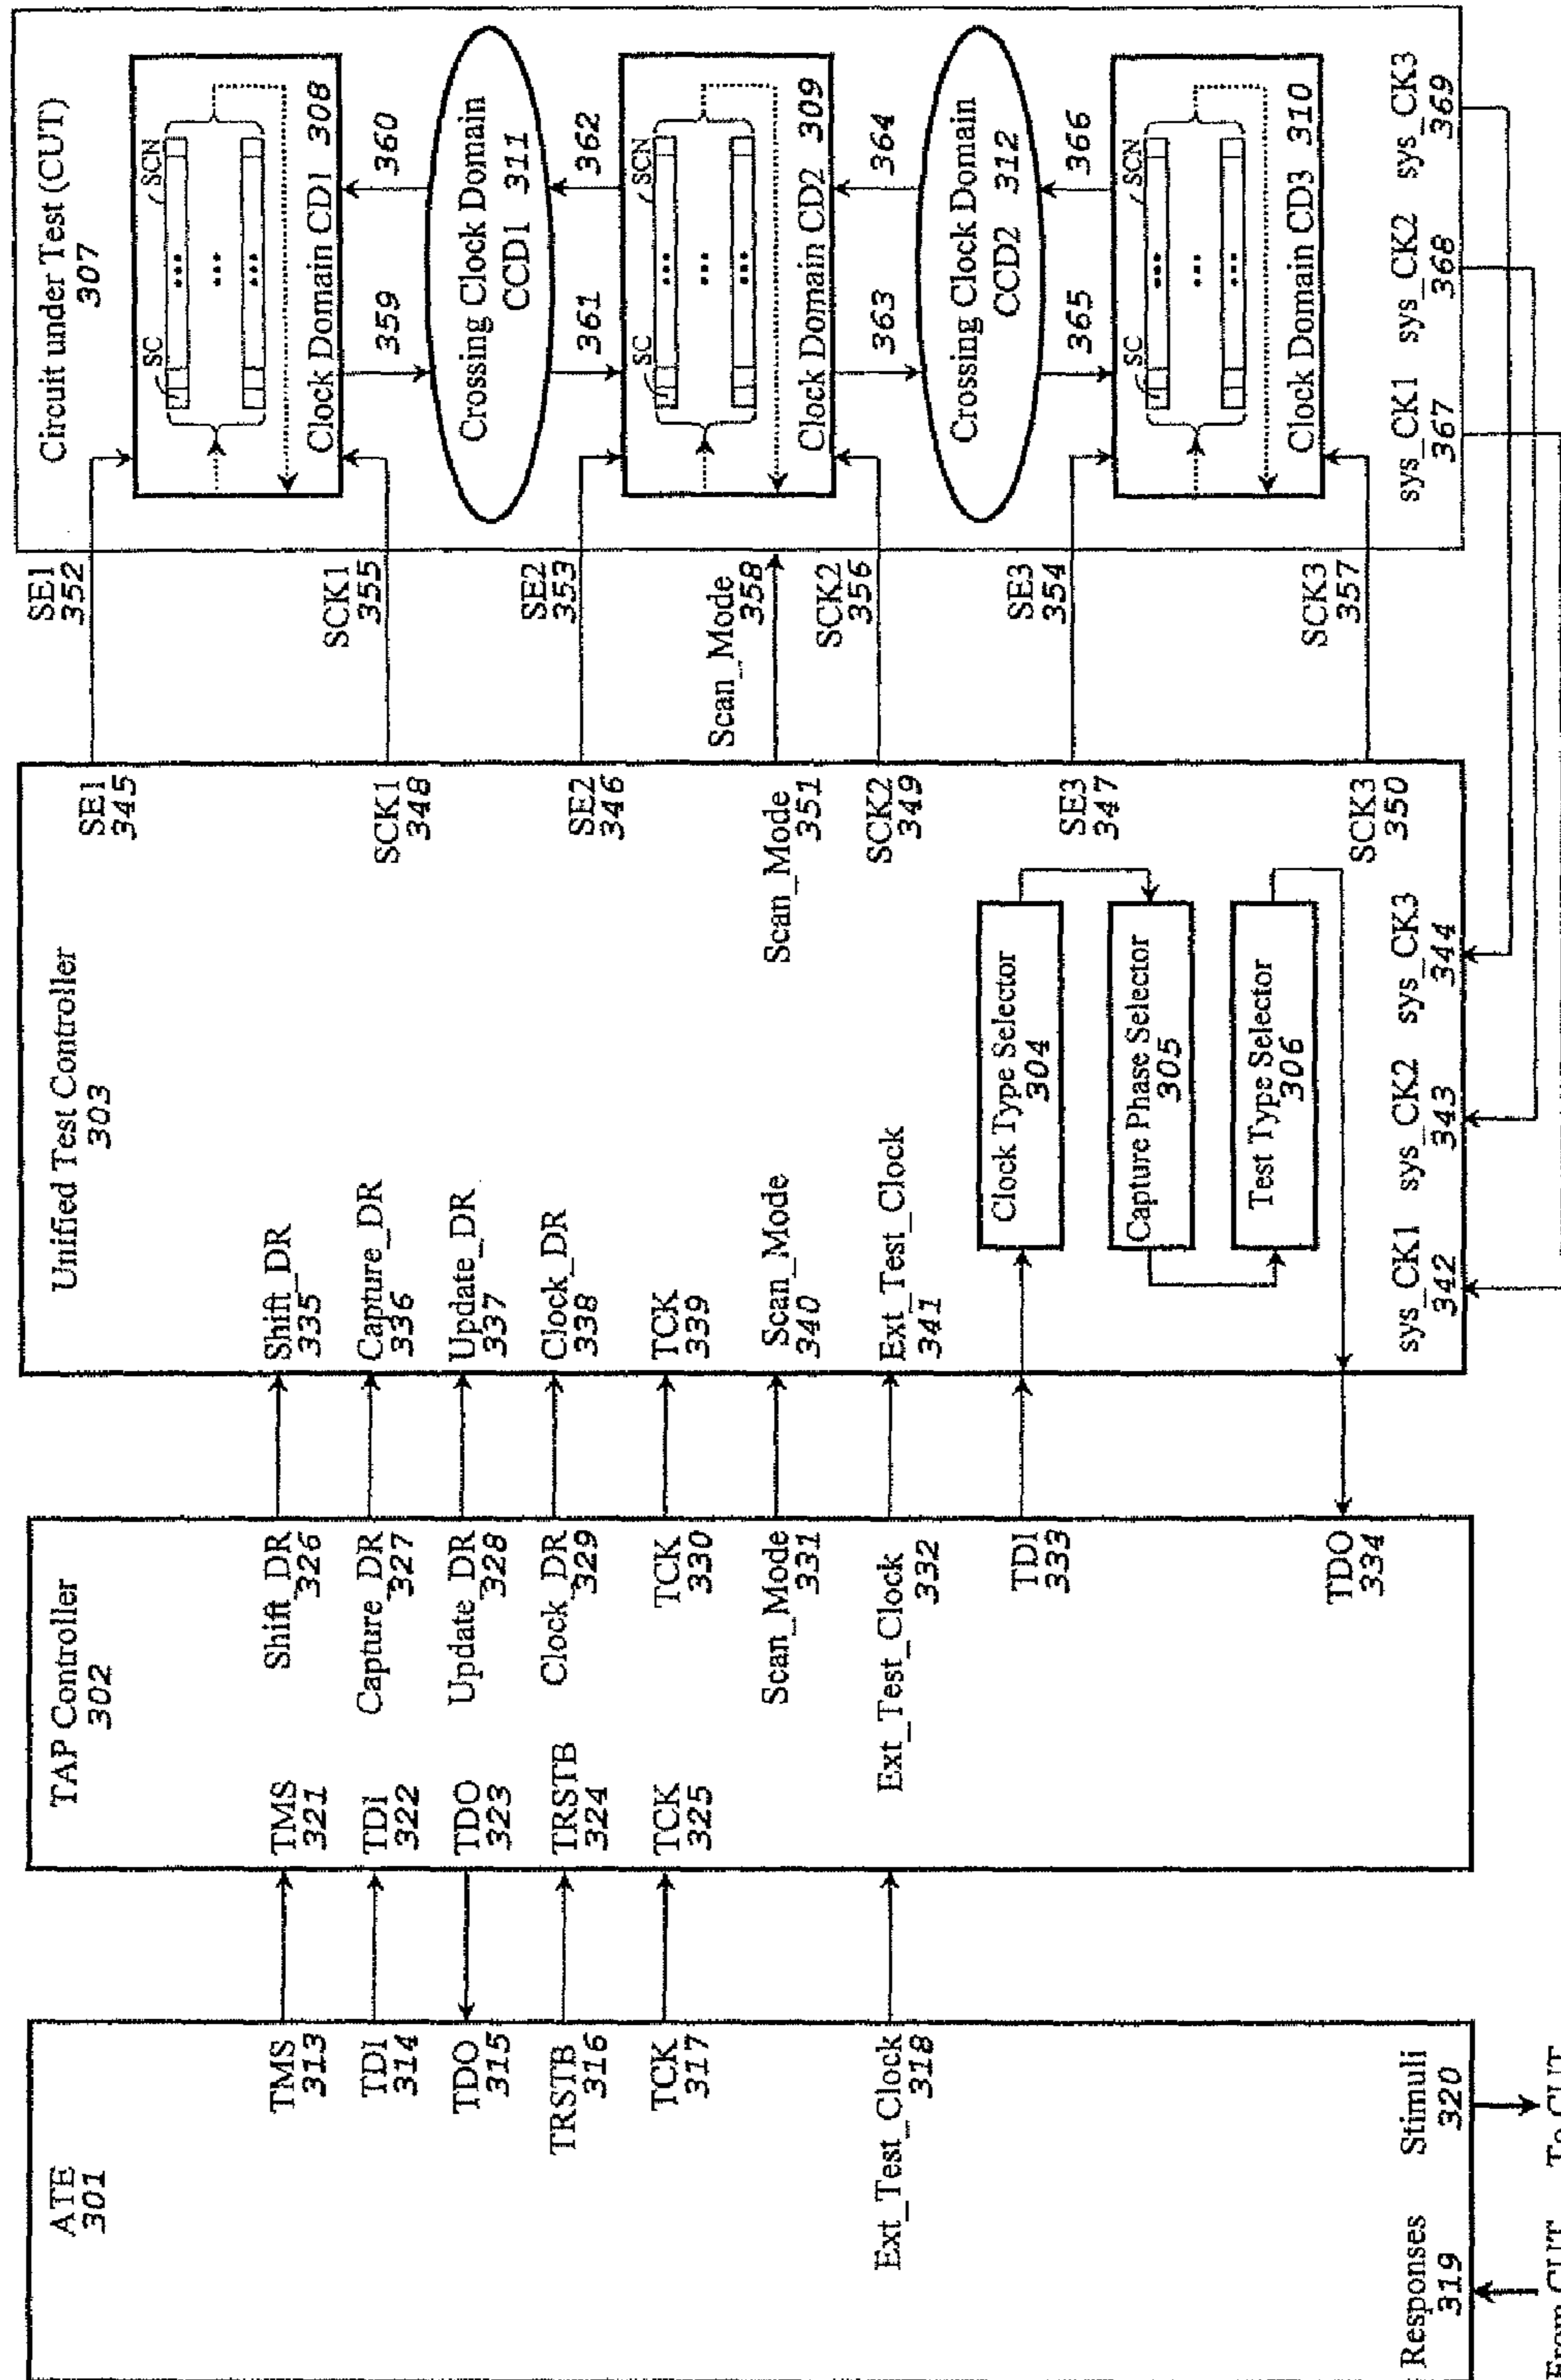 ATE
301
TMS
313
TDI
314
TDO
315
TRSTB
316
TCK
317
Ext_Test_Clock
318
Responses
319
Stimuli
320
From CUT
To CUT
TAP Controller
302
TMS
321
TDI
322
TDO
323
TRSTB
324
TCK
325
Shift_DR
326
Capture_DR
327
Update_DR
328
Clock_DR
329
TCK
330
Scan_Mode
331
Ext_Test_Clock
332
TDI
333
TDO
334
Unified Test Controller
303
Shift_DR
335
Capture_DR
336
Update_DR
337
Clock_DR
338
TCK
339
Scan_Mode
340
Ext_Test_Clock
341
Clock Type Selector
304
Capture Phase Selector
305
Test Type Selector
306
sys_CK1
342
sys_CK2
343
sys_CK3
344
SE1
345
SCK1
348
SE2
346
Scan_Mode
351
SCK2
349
SE3
347
SCK3
350
SE1
352
SCK1
355
SE2
353
Scan_Mode
358
SCK2
356
SE3
354
SCK3
357
Circuit under Test (CUT)
307
SC
SCN
Clock Domain CD1 308
359
360
Crossing Clock Domain
CCD1 311
361
362
SC
SCN
Clock Domain CD2 309
363
364
Crossing Clock Domain
CCD2 312
365
366
SC
SCN
Clock Domain CD3 310
sys_CK1
367
sys_CK2
368
sys_CK3
369